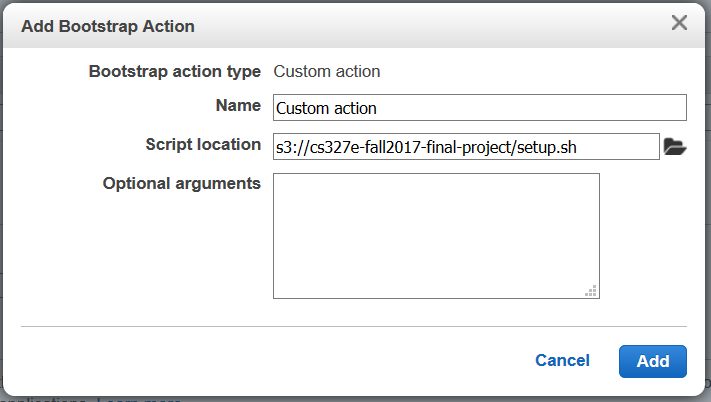 Add Bootstrap Action
Bootstrap action type Custom action
Name Custom action
Script location s3://cs327e-fall2017-final-project/setup.sh
Optional arguments
Cancel Add